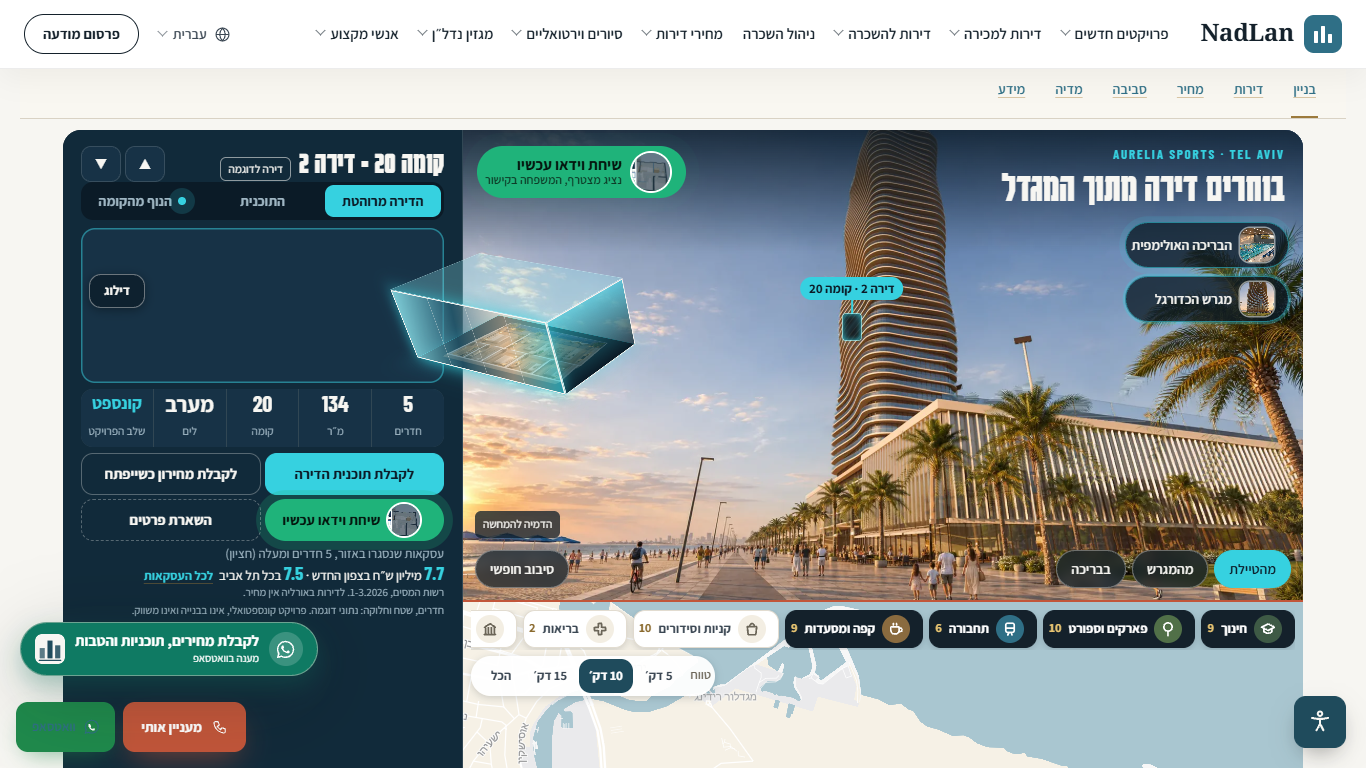 NadLan
פרויקטים חדשים
דירות למכירה
דירות להשכרה
ניהול השכרה
מחירי דירות
סיורים וירטואליים
מגזין נדל״ן
אנשי מקצוע
עברית
פרסום מודעה
בניין
דירות
מחיר
סביבה
מדיה
מידע
AURELIA SPORTS · TEL AVIV
בוחרים דירה מתוך המגדל
הבריכה האולימפית
מגרש הכדורגל
שיחת וידאו עכשיו
נציג מצטרף, המשפחה בקישור
דירה 2 · קומה 20
הדמיה להמחשה
סיבוב חופשי
מהטיילת
מהמגרש
בבריכה
קומה 20 - דירה 2
דירה לדוגמה
▲
▼
הדירה מרוהטת
התוכנית
הנוף מהקומה
דילוג
5
חדרים
134
מ״ר
20
קומה
מערב
לים
קונספט
שלב הפרויקט
לקבלת תוכנית הדירה
לקבלת מחירון כשייפתח
שיחת וידאו עכשיו
השארת פרטים
עסקאות שנסגרו באזור, 5 חדרים ומעלה (חציון)
7.7 מיליון ש״ח בצפון החדש · 7.5 בכל תל אביב לכל העסקאות
רשות המסים, 1-3.2026. לדירות באורליה אין מחיר.
חדרים, שטח וחלוקה: נתוני דוגמה. פרויקט קונספטואלי, אינו בבנייה ואינו משווק.
חינוך 9
פארקים וספורט 10
תחבורה 6
קפה ומסעדות 9
קניות וסידורים 10
בריאות 2
טווח
5 דק׳
10 דק׳
15 דק׳
הכל
מגדלור רידינג
ישעיהו
אוסישקין
לקבלת מחירים, תוכניות והטבות
מענה בוואטסאפ
מעניין אותי